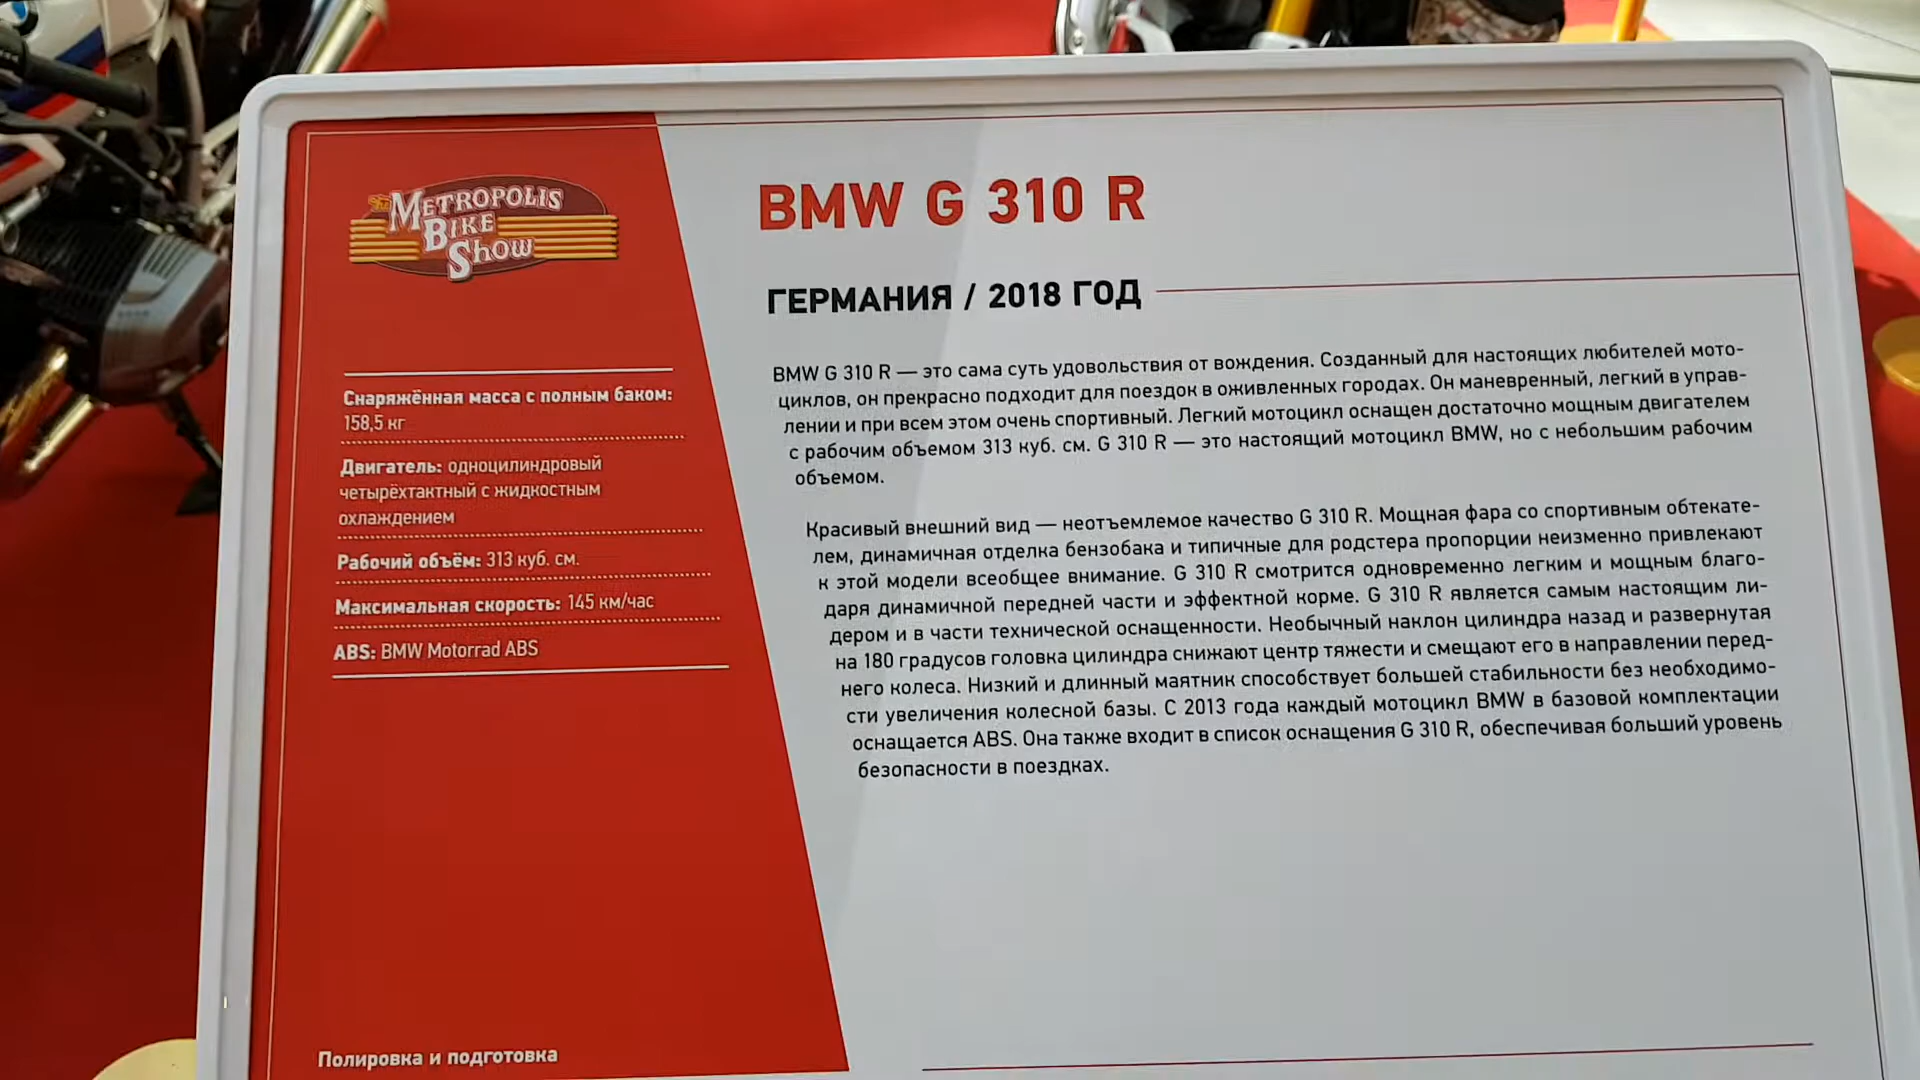 The
METROPOLIS
BIKE
Show
Снаряжённая масса с полным баком:
158,5 кг
Двигатель: одноцилиндровый
четырёхтактный с жидкостным
охлаждением
Рабочий объём: 313 куб. см.
Максимальная скорость: 145 км/час
ABS: BMW Motorrad ABS
Полировка и подготовка
BMW G 310 R
ГЕРМАНИЯ / 2018 ГОД
BMW G 310 R — это сама суть удовольствия от вождения. Созданный для настоящих любителей мото-
циклов, он прекрасно подходит для поездок в оживленных городах. Он маневренный, легкий в управ-
лении и при всем этом очень спортивный. Легкий мотоцикл оснащен достаточно мощным двигателем
с рабочим объемом 313 куб. см. G 310 R — это настоящий мотоцикл BMW, но с небольшим рабочим
объемом.
Красивый внешний вид — неотъемлемое качество G 310 R. Мощная фара со спортивным обтекате-
лем, динамичная отделка бензобака и типичные для родстера пропорции неизменно привлекают
к этой модели всеобщее внимание. G 310 R смотрится одновременно легким и мощным благо-
даря динамичной передней части и эффектной корме. G 310 R является самым настоящим ли-
дером и в части технической оснащенности. Необычный наклон цилиндра назад и развернутая
на 180 градусов головка цилиндра снижают центр тяжести и смещают его в направлении перед-
него колеса. Низкий и длинный маятник способствует большей стабильности без необходимо-
сти увеличения колесной базы. С 2013 года каждый мотоцикл BMW в базовой комплектации
оснащается ABS. Она также входит в список оснащения G 310 R, обеспечивая больший уровень
безопасности в поездках.